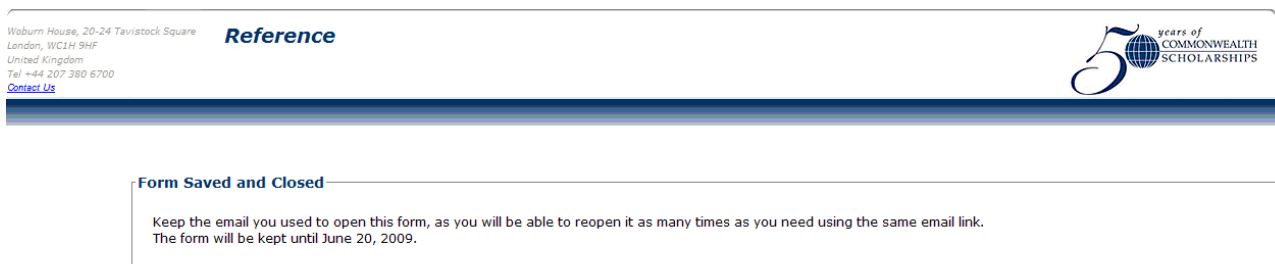 Woburn House, 20-24 Tavistock Square
London, WC1H 9HF
United Kingdom
Tel +44 207 380 6700
Contact Us
Reference
50 years of
COMMONWEALTH
SCHOLARSHIPS
Form Saved and Closed
Keep the email you used to open this form, as you will be able to reopen it as many times as you need using the same email link.
The form will be kept until June 20, 2009.